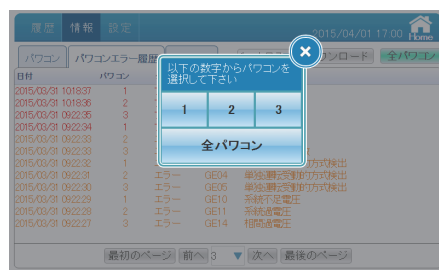 履歴 情報 設定 2015/04/01 17:00 Home
パワコン パワコンエラー履歴 ウンロード 全パワコン
日付 パワコン
以下の数字からパワコンを
選択して下さい
1 2 3
全パワコン
2015/03/31 10:18:37 1
2015/03/31 10:18:36 2
2015/03/31 09:22:35 3
2015/03/31 09:22:34 1
2015/03/31 09:22:33 2
2015/03/31 09:22:33 3
2015/03/31 09:22:32 1 方式検出
2015/03/31 09:22:31 2 エラー GE04 単独運転受動的方式検出
2015/03/31 09:22:30 3 エラー GE05 単独運転受動的方式検出
2015/03/31 09:22:29 1 エラー GE10 系統不足電圧
2015/03/31 09:22:28 2 エラー GE11 系統過電圧
2015/03/31 09:22:27 3 エラー GE14 相間過電圧
最初のページ 前へ 3 ▼ 次へ 最後のページ